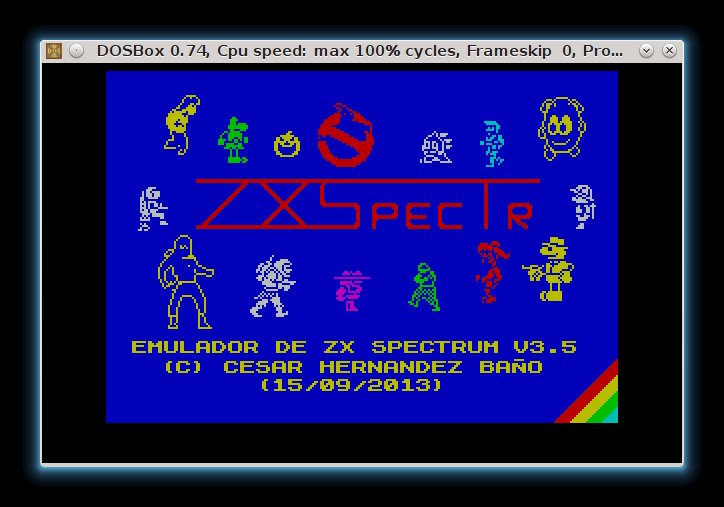 DOSBox 0.74, Cpu speed: max 100% cycles, Frameskip  0, Pro...
ZXSpectr
EMULADOR DE ZX SPECTRUM V3.5
(C) CESAR HERNANDEZ BAÑO
(15/09/2013)